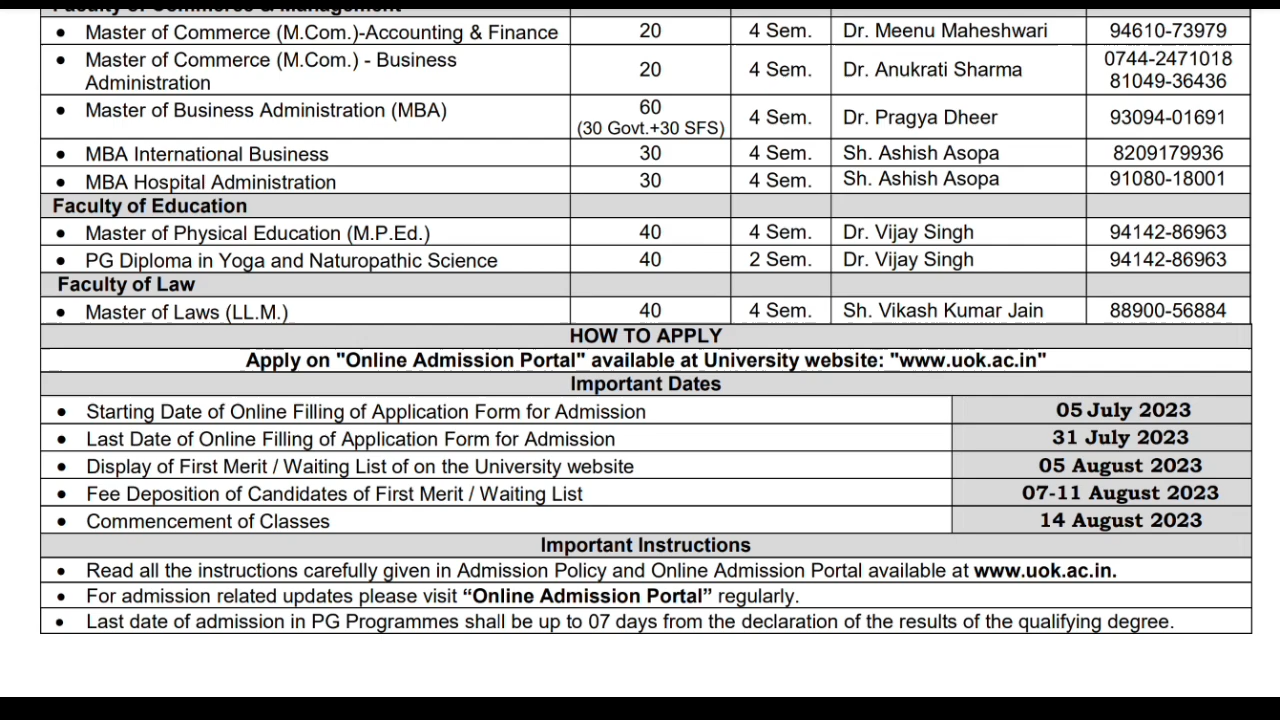 Faculty of Commerce & Management
• Master of Commerce (M.Com.)-Accounting & Finance 20 4 Sem. Dr. Meenu Maheshwari 94610-73979
• Master of Commerce (M.Com.) - Business Administration 20 4 Sem. Dr. Anukrati Sharma 0744-2471018 81049-36436
• Master of Business Administration (MBA) 60 (30 Govt.+30 SFS) 4 Sem. Dr. Pragya Dheer 93094-01691
• MBA International Business 30 4 Sem. Sh. Ashish Asopa 8209179936
• MBA Hospital Administration 30 4 Sem. Sh. Ashish Asopa 91080-18001
Faculty of Education
• Master of Physical Education (M.P.Ed.) 40 4 Sem. Dr. Vijay Singh 94142-86963
• PG Diploma in Yoga and Naturopathic Science 40 2 Sem. Dr. Vijay Singh 94142-86963
Faculty of Law
• Master of Laws (LL.M.) 40 4 Sem. Sh. Vikash Kumar Jain 88900-56884
HOW TO APPLY
Apply on "Online Admission Portal" available at University website: "www.uok.ac.in"
Important Dates
• Starting Date of Online Filling of Application Form for Admission 05 July 2023
• Last Date of Online Filling of Application Form for Admission 31 July 2023
• Display of First Merit / Waiting List of on the University website 05 August 2023
• Fee Deposition of Candidates of First Merit / Waiting List 07-11 August 2023
• Commencement of Classes 14 August 2023
Important Instructions
• Read all the instructions carefully given in Admission Policy and Online Admission Portal available at www.uok.ac.in.
• For admission related updates please visit “Online Admission Portal” regularly.
• Last date of admission in PG Programmes shall be up to 07 days from the declaration of the results of the qualifying degree.